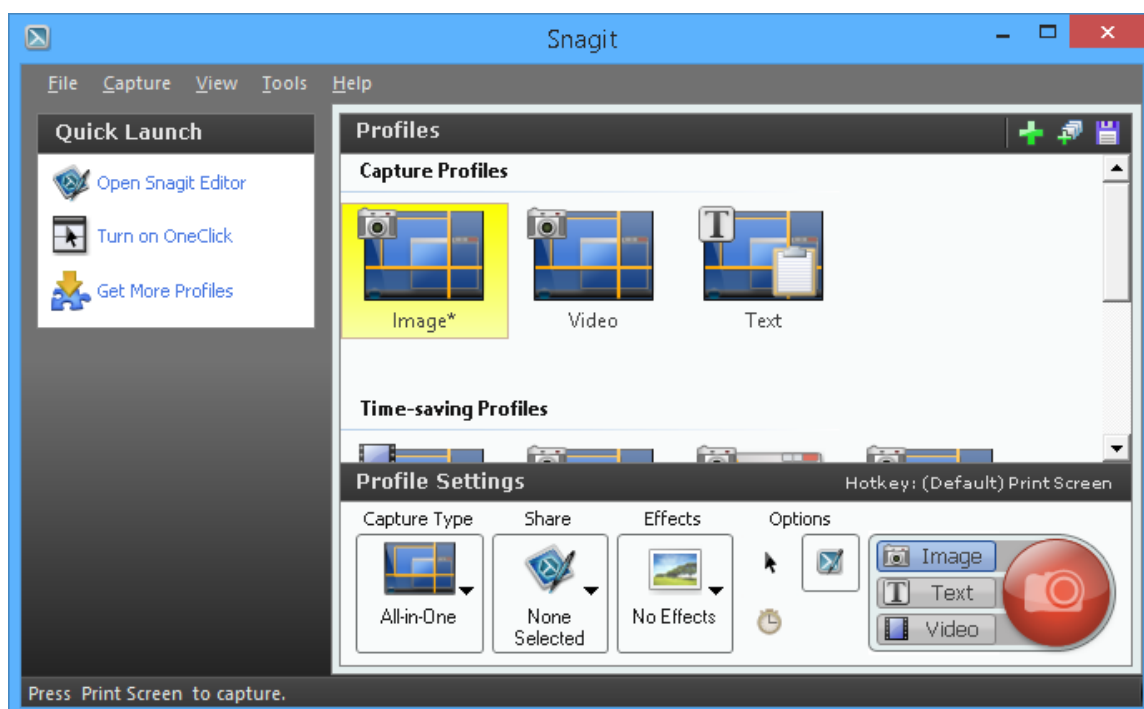 Snagit
File Capture View Tools Help
Quick Launch
Open Snagit Editor
Turn on OneClick
Get More Profiles
Profiles
Capture Profiles
Image* Video Text
Time-saving Profiles
Profile Settings Hotkey: (Default) Print Screen
Capture Type Share Effects Options
All-in-One
None
Selected
No Effects
Image
Text
Video
Press Print Screen to capture.